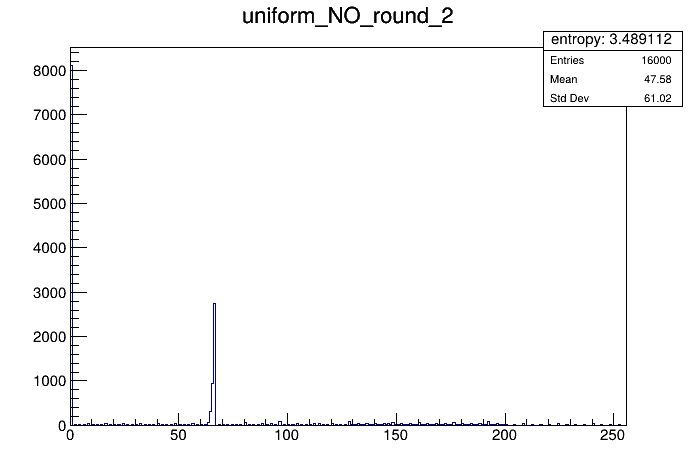 uniform_NO_round_2
entropy: 3.489112
Entries 16000
Mean 47.58
Std Dev 61.02
8000
7000
6000
5000
4000
3000
2000
1000
0
0 50 100 150 200 250